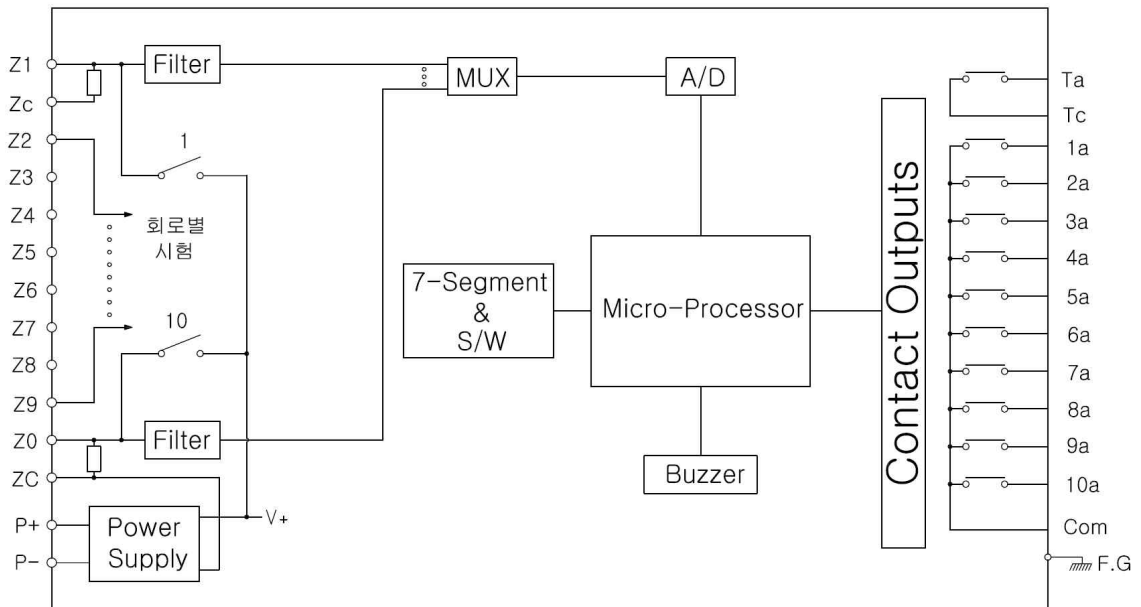 Z1
Zc
Z2
Z3
Z4
Z5
Z6
Z7
Z8
Z9
Z0
ZC
P+
P-
Filter
1
회로별
시험
10
Filter
Power
Supply
V+
MUX
A/D
7-Segment
&
S/W
Micro-Processor
Buzzer
Contact Outputs
Ta
Tc
1a
2a
3a
4a
5a
6a
7a
8a
9a
10a
Com
F.G